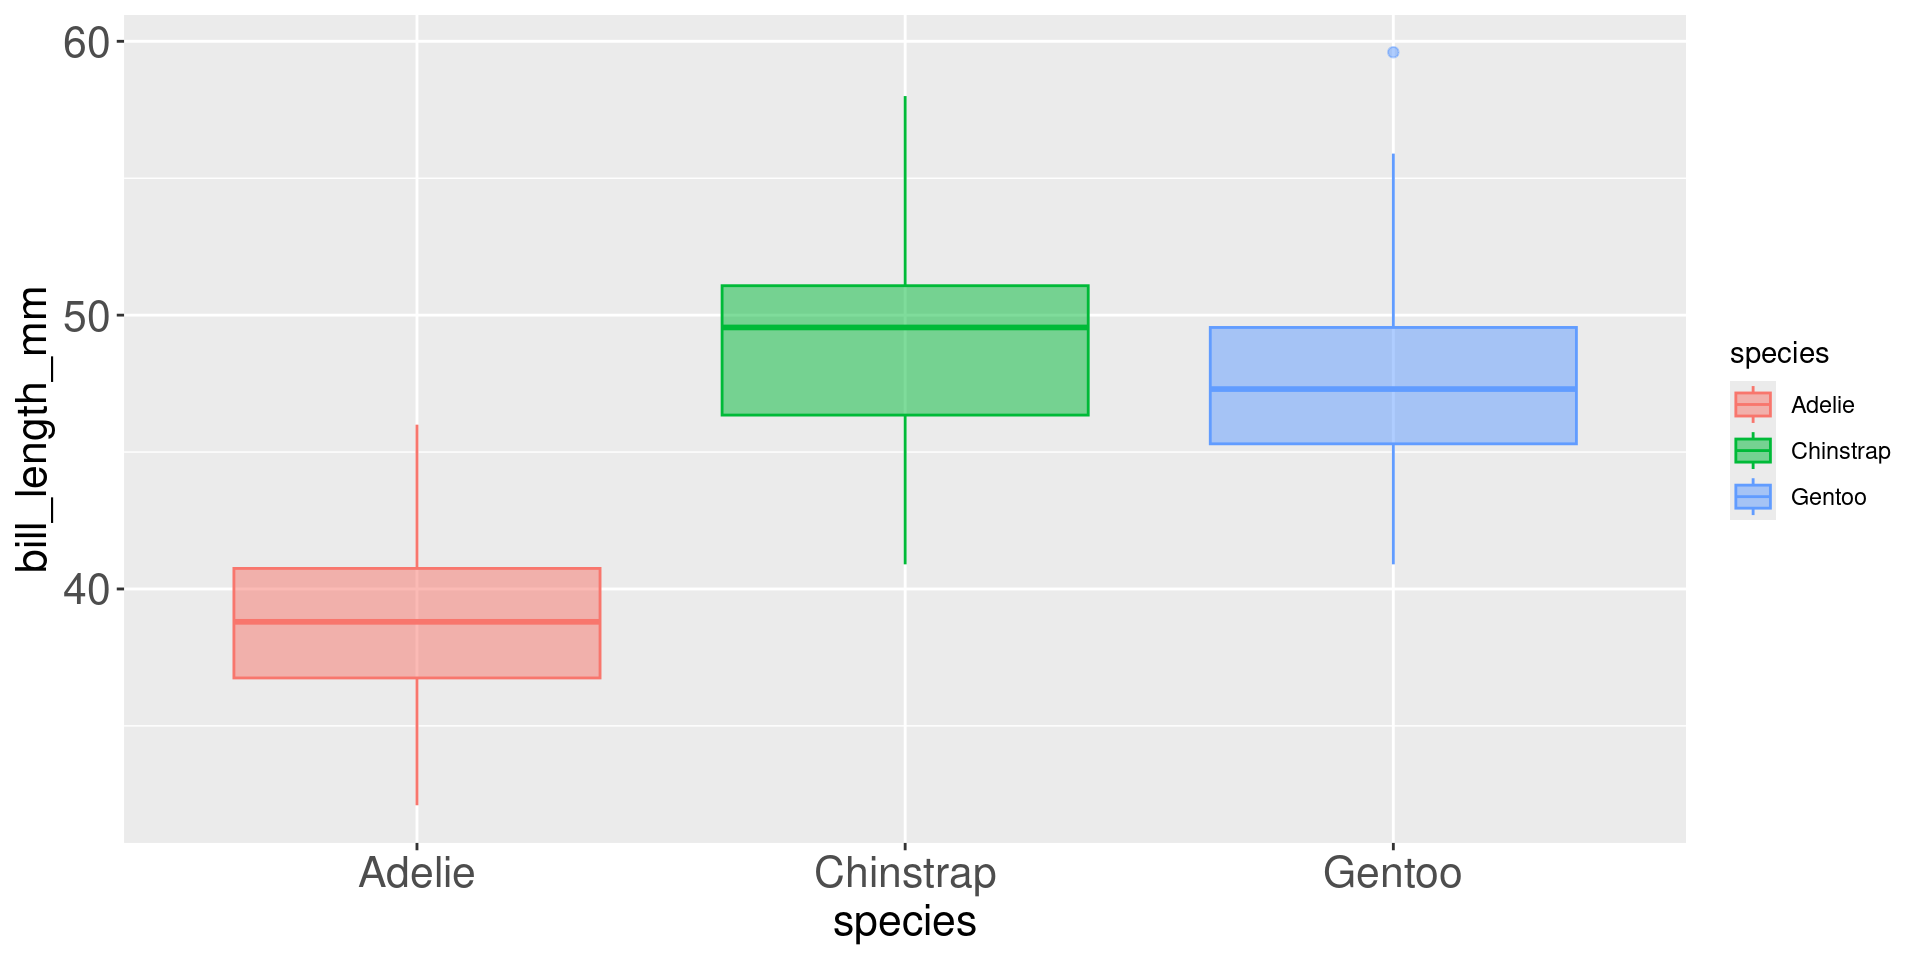 bill_length_mm
60
50
40
Adelie
Chinstrap
Gentoo
species
species
Adelie
Chinstrap
Gentoo